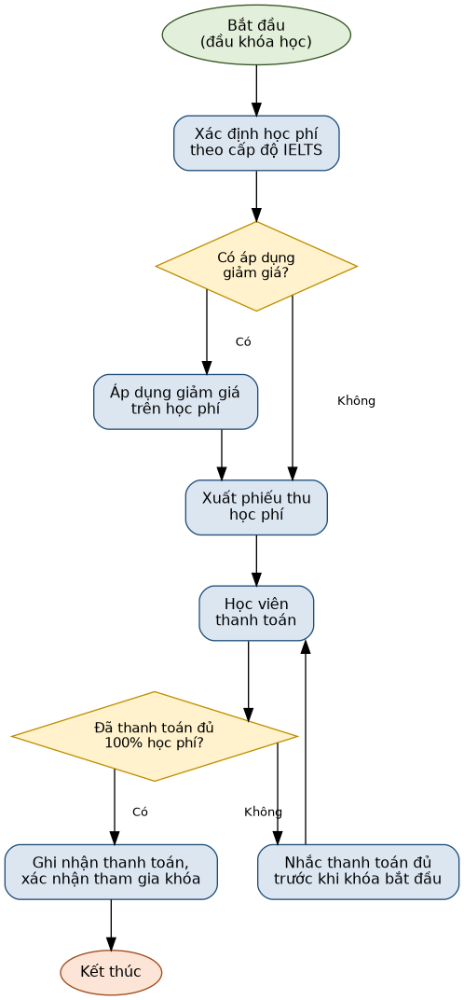 Bắt đầu
(đầu khóa học)
Xác định học phí
theo cấp độ IELTS
Có áp dụng
giảm giá?
Có
Áp dụng giảm giá
trên học phí
Không
Xuất phiếu thu
học phí
Học viên
thanh toán
Đã thanh toán đủ
100% học phí?
Có
Không
Ghi nhận thanh toán,
xác nhận tham gia khóa
Nhắc thanh toán đủ
trước khi khóa bắt đầu
Kết thúc